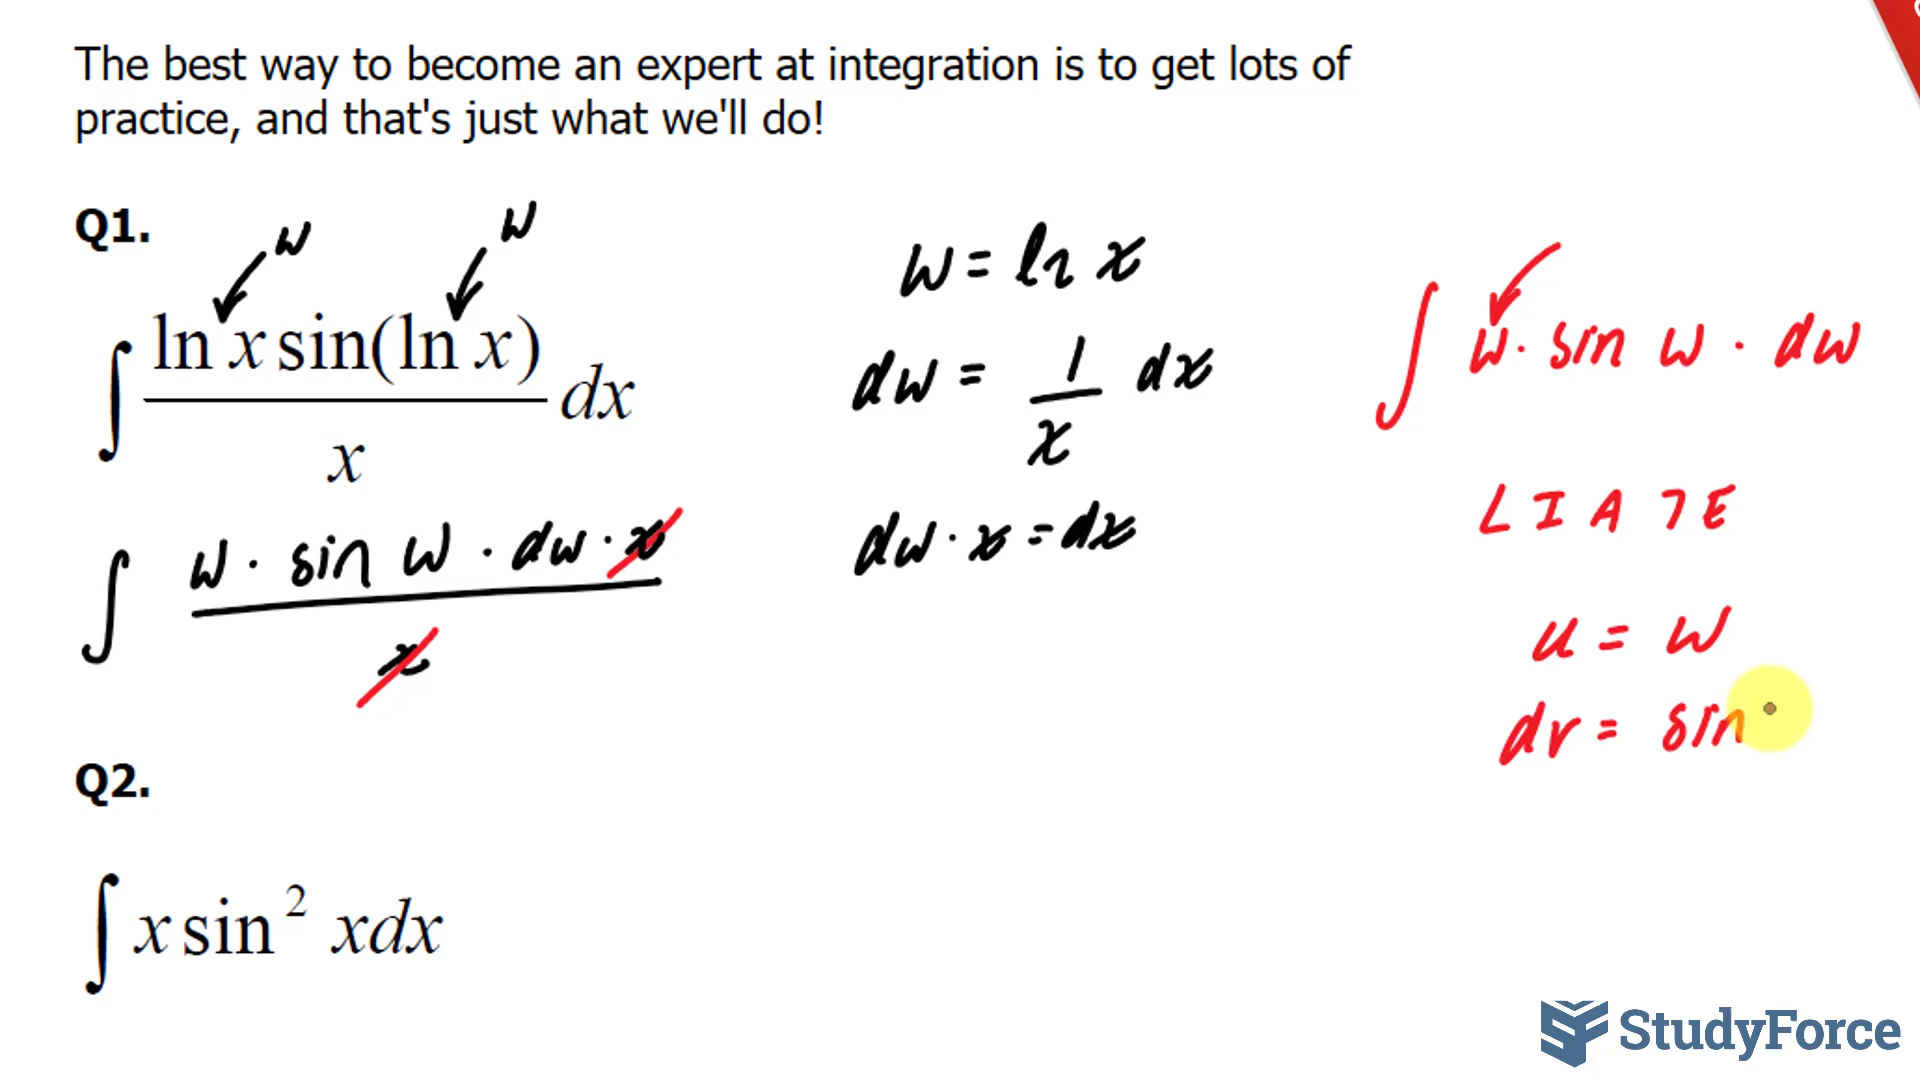 The best way to become an expert at integration is to get lots of
practice, and that's just what we'll do!
Q1.
w
w
∫ ln x sin(ln x) / x dx
∫ w · sin w · dw · x / x
w = ln x
dw = 1/x dx
dw · x = dx
∫ w · sin w · dw
L I A T E
u = w
dv = sin
Q2.
∫ x sin² xdx
StudyForce